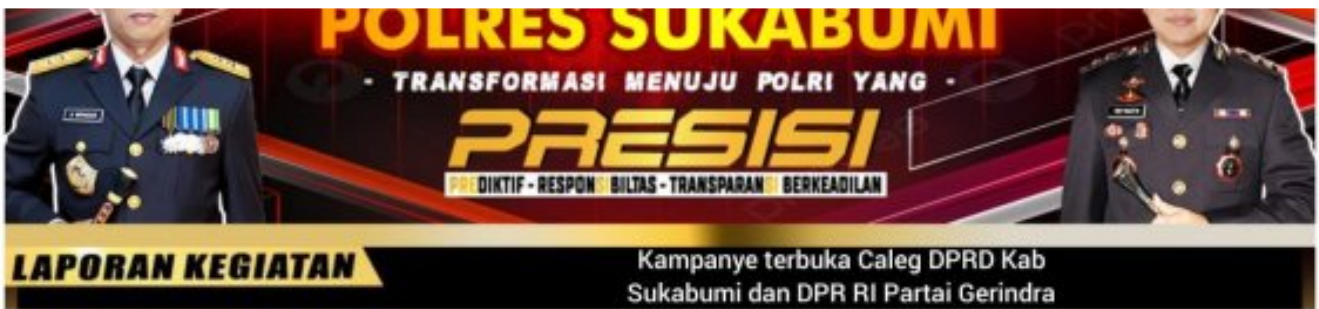 POLRES SUKABUMI
- TRANSFORMASI MENUJU POLRI YANG -
PRESISI
PREDIKTIF - RESPONSIBILTAS - TRANSPARANSI BERKEADILAN
LAPORAN KEGIATAN
Kampanye terbuka Caleg DPRD Kab
Sukabumi dan DPR RI Partai Gerindra